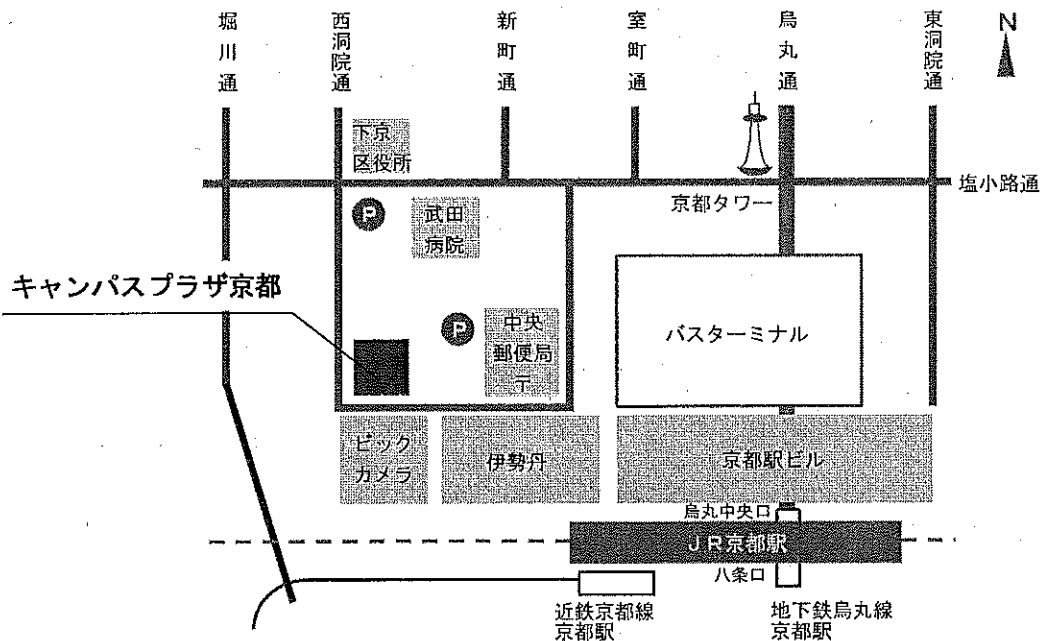 堀川通
西洞院通
新町通
室町通
烏丸通
東洞院通
N
下京
区役所
塩小路通
京都タワー
P
武田
病院
キャンパスプラザ京都
P
中央
郵便局
〒
バスターミナル
ビック
カメラ
伊勢丹
京都駅ビル
烏丸中央口
JR京都駅
八条口
近鉄京都線
京都駅
地下鉄烏丸線
京都駅